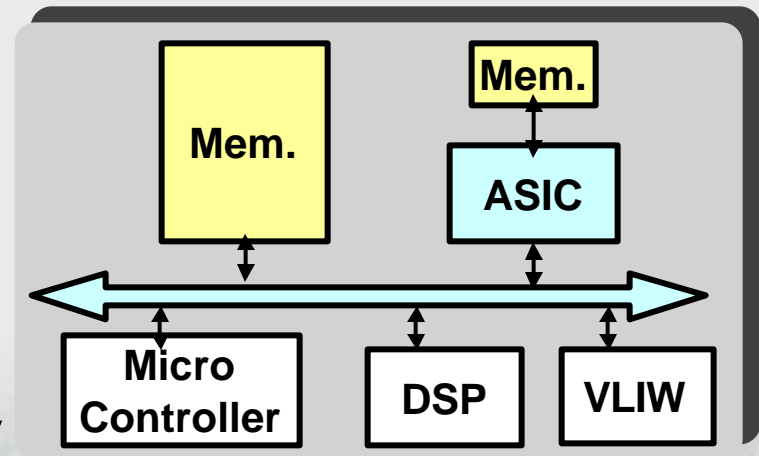 Mem.
Mem.
ASIC
Micro
Controller
DSP
VLIW